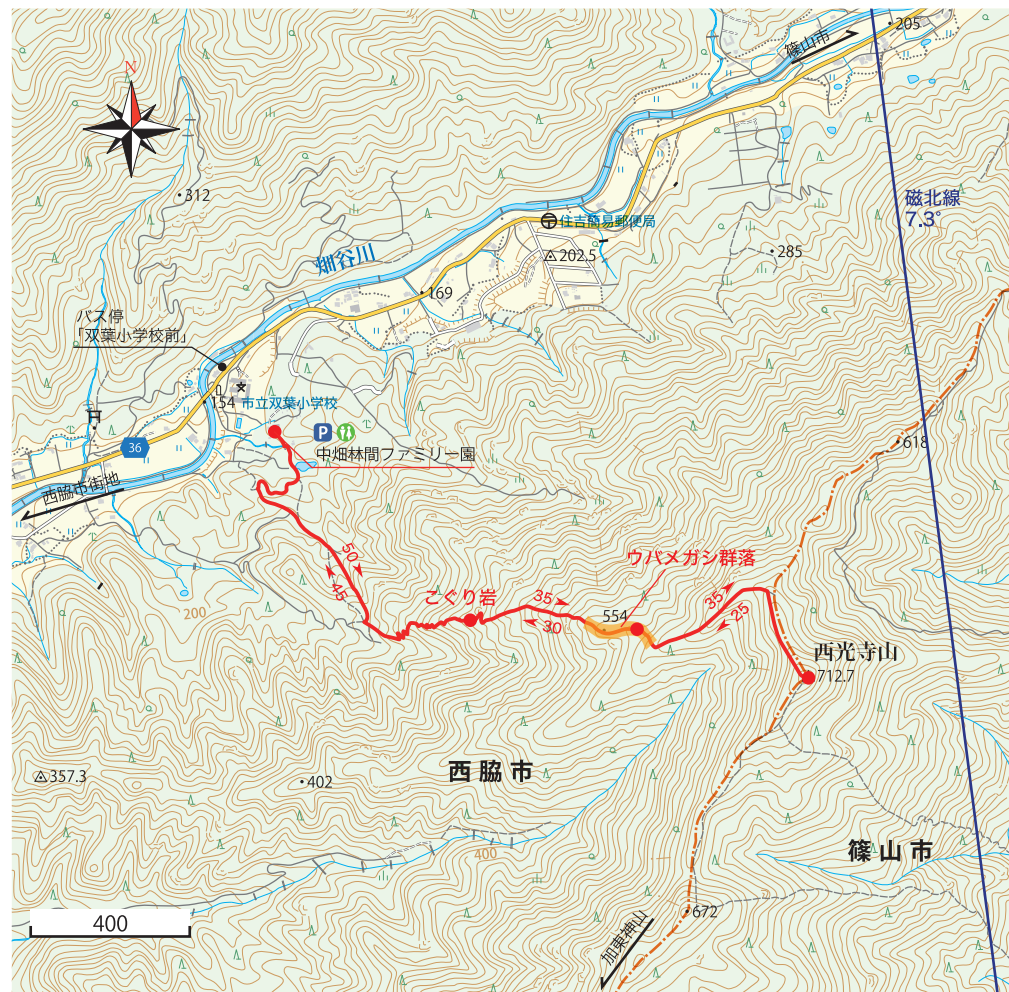 205
篠山市
N
312
磁北線
7.3°
住吉簡易郵便局
202.5
285
畑谷川
169
バス停
「双葉小学校前」
154
市立双葉小学校
36
P
中畑林間ファミリー園
618
西脇市街地
50
45
ウバメガシ群落
こぐり岩
35
30
554
35
25
200
西光寺山
712.7
357.3
402
西脇市
400
篠山市
672
加東神山
400